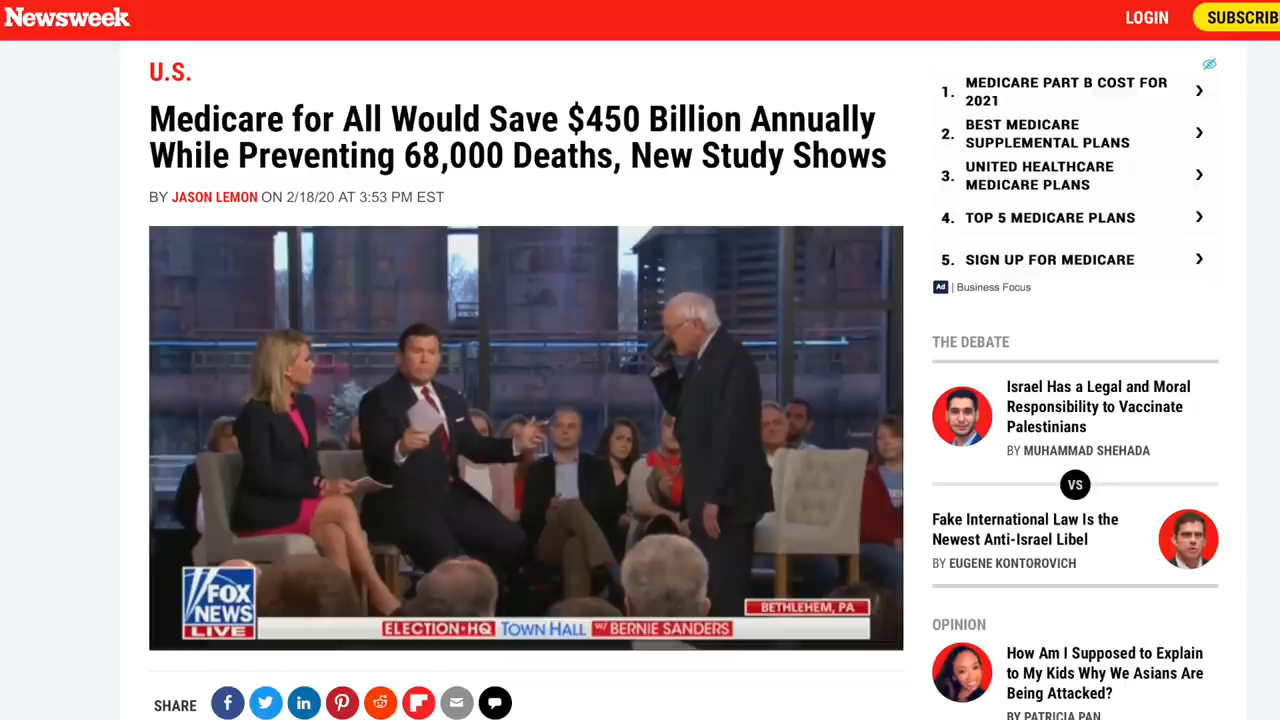 Newsweek
LOGIN
SUBSCRIB
U.S.
Medicare for All Would Save $450 Billion Annually
While Preventing 68,000 Deaths, New Study Shows
BY JASON LEMON ON 2/18/20 AT 3:53 PM EST
FOX
NEWS
LIVE
BETHLEHEM, PA
ELECTION HQ TOWN HALL W/ BERNIE SANDERS
SHARE
1. MEDICARE PART B COST FOR
2021
2. BEST MEDICARE
SUPPLEMENTAL PLANS
3. UNITED HEALTHCARE
MEDICARE PLANS
4. TOP 5 MEDICARE PLANS
5. SIGN UP FOR MEDICARE
Ad | Business Focus
THE DEBATE
Israel Has a Legal and Moral
Responsibility to Vaccinate
Palestinians
BY MUHAMMAD SHEHADA
VS
Fake International Law Is the
Newest Anti-Israel Libel
BY EUGENE KONTOROVICH
OPINION
How Am I Supposed to Explain
to My Kids Why We Asians Are
Being Attacked?
BY PATRICIA PAN